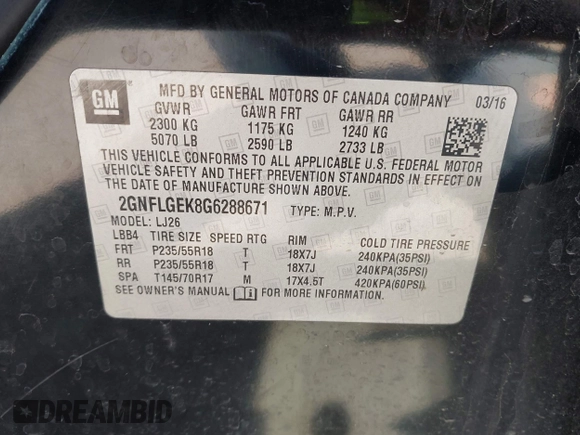 GM
MFD BY GENERAL MOTORS OF CANADA COMPANY 03/16
GVWR GAWR FRT GAWR RR
2300 KG 1175 KG 1240 KG
5070 LB 2590 LB 2733 LB
THIS VEHICLE CONFORMS TO ALL APPLICABLE U.S. FEDERAL MOTOR
VEHICLE SAFETY AND THEFT PREVENTION STANDARDS IN EFFECT ON
THE DATE OF MANUFACTURE SHOWN ABOVE.
2GNFLGEK8G6288671 TYPE: M.P.V.
MODEL: LJ26
LBB4 TIRE SIZE SPEED RTG RIM COLD TIRE PRESSURE
FRT P235/55R18 T 18X7J 240KPA(35PSI)
RR P235/55R18 T 18X7J 240KPA(35PSI)
SPA T145/70R17 M 17X4.5T 420KPA(60PSI)
SEE OWNER'S MANUAL FOR MORE INFORMATION
DREAMBID